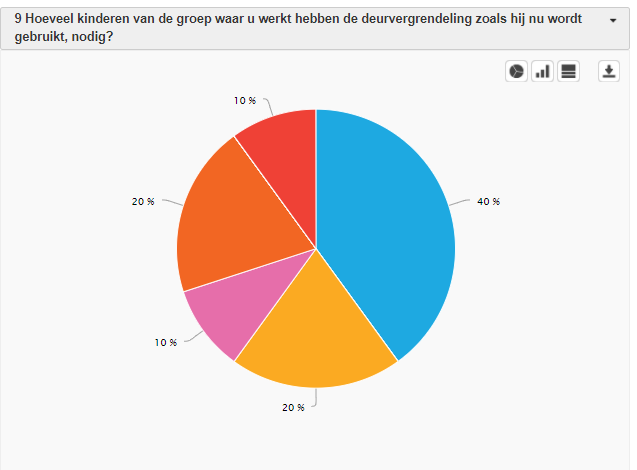 9 Hoeveel kinderen van de groep waar u werkt hebben de deurvergrendeling zoals hij nu wordt
gebruikt, nodig?
10 %
40 %
20 %
10 %
20 %